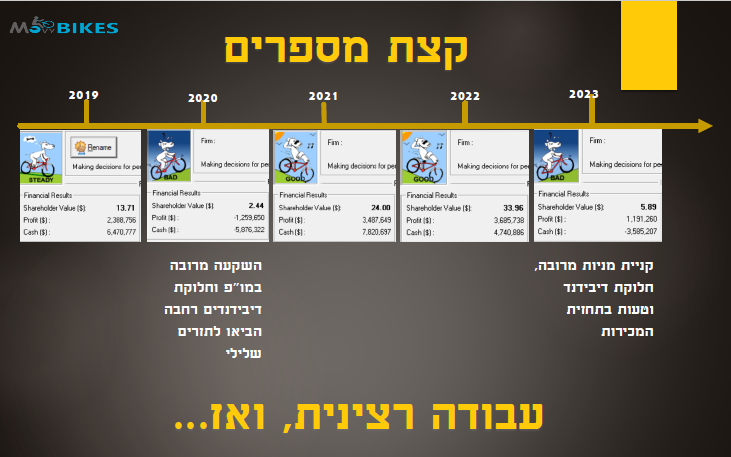 MBIKES
קצת מספרים
2019
2020
2021
2022
2023
STEADY
Rename
Making decisions for pe
Financial Results
Shareholder Value ($): 13.71
Profit ($) : 2,388,756
Cash ($) : 6,470,777
BAD
Firm :
Making decisions for pe
Financial Results
Shareholder Value ($): 2.44
Profit ($) : -1,259,650
Cash ($) : -5,876,322
GOOD
Firm :
Making decisions for pe
Financial Results
Shareholder Value ($): 24.00
Profit ($) : 3,487,649
Cash ($) : 7,820,697
GOOD
Firm :
Making decisions for pe
Financial Results
Shareholder Value ($): 33.96
Profit ($) : 3,685,738
Cash ($) : 4,740,886
BAD
Firm :
Making decisions for pe
Financial Results
Shareholder Value ($): 5.89
Profit ($) : 1,191,260
Cash ($) : -3,585,207
השקעה מרובה
במו"פ וחלוקת
דיבידנדים רחבה
הביאו לתזרים
שלילי
קניית מניות מרובה,
חלוקת דיבידנד
וטעות בתחזית
המכירות
עבודה רצינית, ואז...